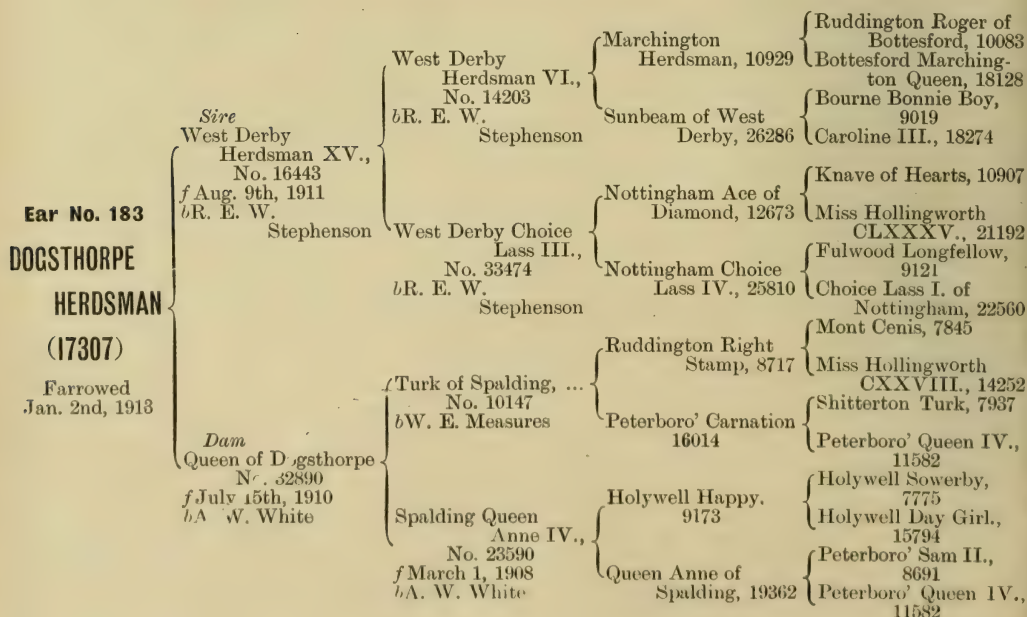 Ear No. 183
DOGSTHORPE
HERDSMAN
(17307)
Farrowed
Jan. 2nd, 1913
Sire
West Derby
Herdsman XV.,
No. 16443
f Aug. 9th, 1911
bR. E. W.
Stephenson
Dam
Queen of D gsthorpe
N . 32890
f July 15th, 1910
bA. W. White
West Derby
Herdsman VI.,
No. 14203
bR. E. W.
Stephenson
West Derby Choice
Lass III.,
No. 33474
bR. E. W.
Stephenson
Turk of Spalding, ...
No. 10147
bW. E. Measures
Spalding Queen
Anne IV.,
No. 23590
f March 1, 1908
bA. W. White
Marchington
Herdsman, 10929
Sunbeam of West
Derby, 26286
Nottingham Ace of
Diamond, 12673
Nottingham Choice
Lass IV., 25810
Ruddington Right
Stamp, 8717
Peterboro' Carnation
16014
Holywell Happy.
9173
Queen Anne of
Spalding, 19362
Ruddington Roger of
Bottesford, 10083
Bottesford Marching-
ton Queen, 18128
Bourne Bonnie Boy,
9019
Caroline III., 18274
Knave of Hearts, 10907
Miss Hollingworth
CLXXXV., 21192
Fulwood Longfellow,
9121
Choice Lass I. of
Nottingham, 22560
Mont Cenis, 7845
Miss Hollingworth
CXXVIII., 14252
Shitterton Turk, 7937
Peterboro' Queen IV.,
11582
Holywell Sowerby,
7775
Holywell Day Girl.,
15794
Peterboro' Sam II.,
8691
Peterboro' Queen IV.,
11582